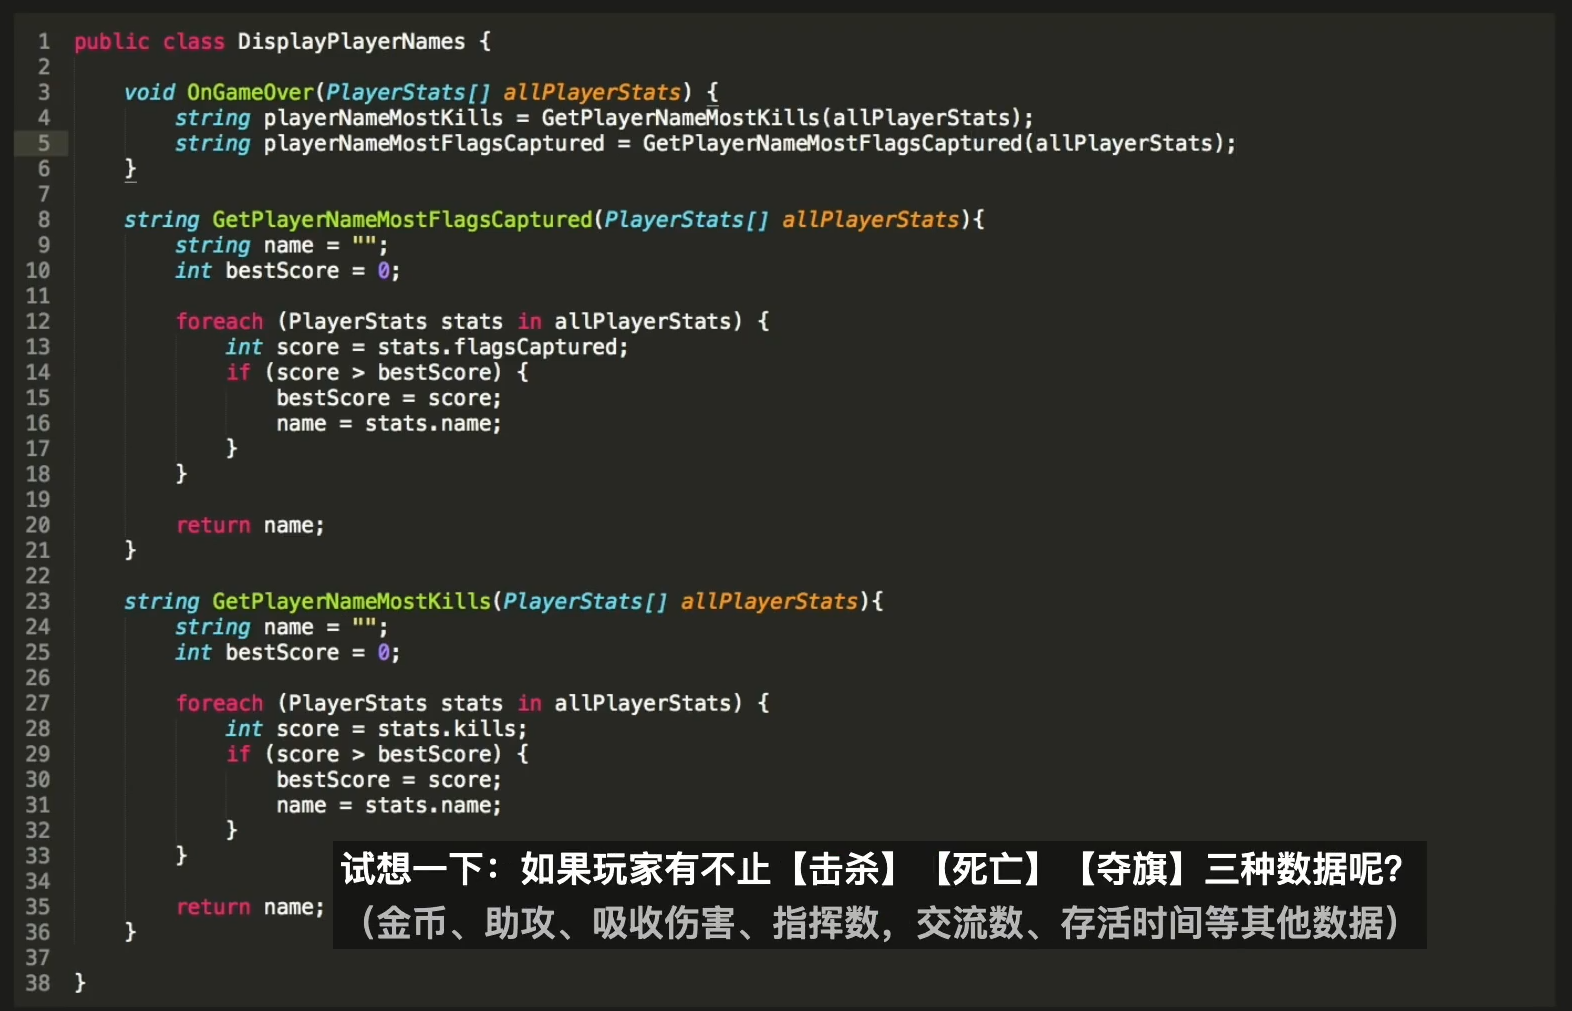 1 public class DisplayPlayerNames {
2
3 void OnGameOver(PlayerStats[] allPlayerStats) {
4 string playerNameMostKills = GetPlayerNameMostKills(allPlayerStats);
5 string playerNameMostFlagsCaptured = GetPlayerNameMostFlagsCaptured(allPlayerStats);
6 }
7
8 string GetPlayerNameMostFlagsCaptured(PlayerStats[] allPlayerStats){
9 string name = "";
10 int bestScore = 0;
11
12 foreach (PlayerStats stats in allPlayerStats) {
13 int score = stats.flagsCaptured;
14 if (score > bestScore) {
15 bestScore = score;
16 name = stats.name;
17 }
18 }
19
20 return name;
21 }
22
23 string GetPlayerNameMostKills(PlayerStats[] allPlayerStats){
24 string name = "";
25 int bestScore = 0;
26
27 foreach (PlayerStats stats in allPlayerStats) {
28 int score = stats.kills;
29 if (score > bestScore) {
30 bestScore = score;
31 name = stats.name;
32 }
33 }
34
35 return name;
36 }
37
38 }
试想一下：如果玩家有不止【击杀】【死亡】【夺旗】三种数据呢？
（金币、助攻、吸收伤害、指挥数，交流数、存活时间等其他数据）